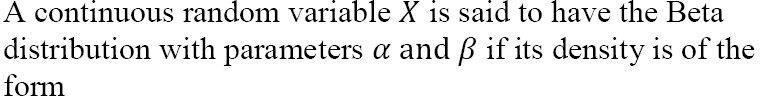 A continuous random variable 𝑋 is said to have the Beta
distribution with parameters 𝛼 and 𝛽 if its density is of the
form